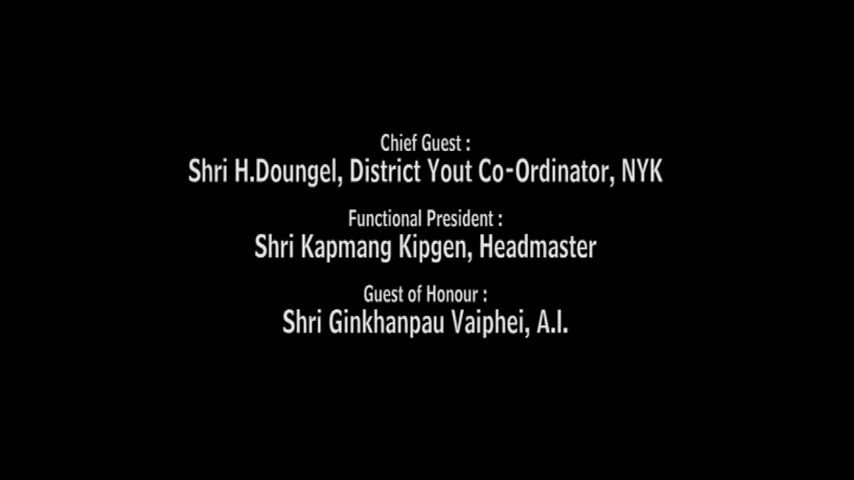 Chief Guest :
Shri H.Doungel, District Yout Co-Ordinator, NYK
Functional President :
Shri Kapmang Kipgen, Headmaster
Guest of Honour :
Shri Ginkhanpau Vaiphei, A.I.